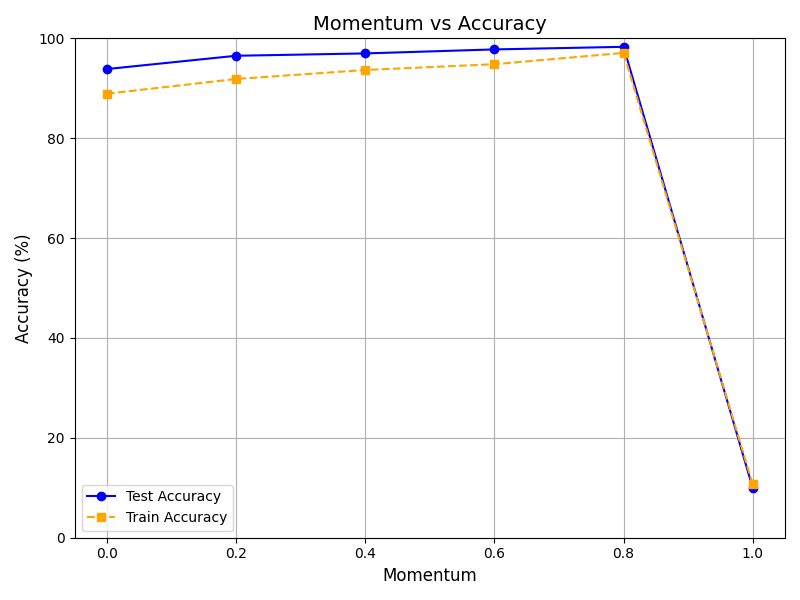 Momentum vs Accuracy
100
80
60
40
20
0
Accuracy (%)
Test Accuracy
Train Accuracy
0.0 0.2 0.4 0.6 0.8 1.0
Momentum